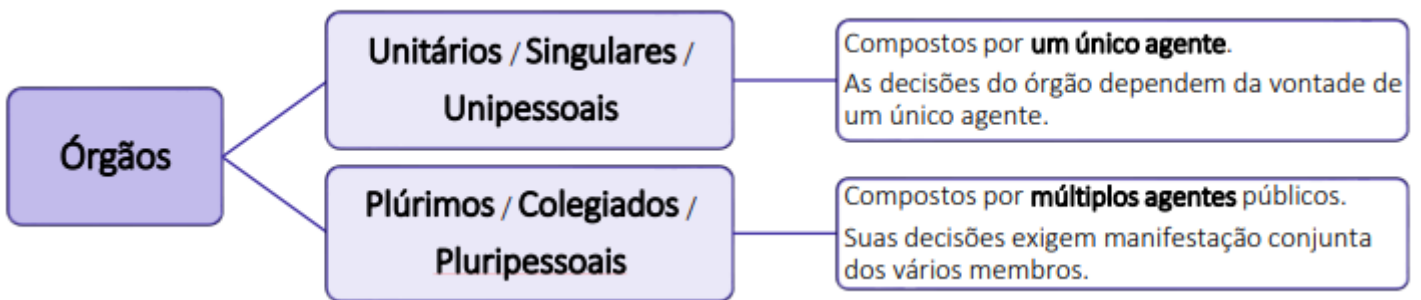 Órgãos
Unitários / Singulares /
Unipessoais
Compostos por um único agente.
As decisões do órgão dependem da vontade de
um único agente.
Plúrimos / Colegiados /
Pluripessoais
Compostos por múltiplos agentes públicos.
Suas decisões exigem manifestação conjunta
dos vários membros.